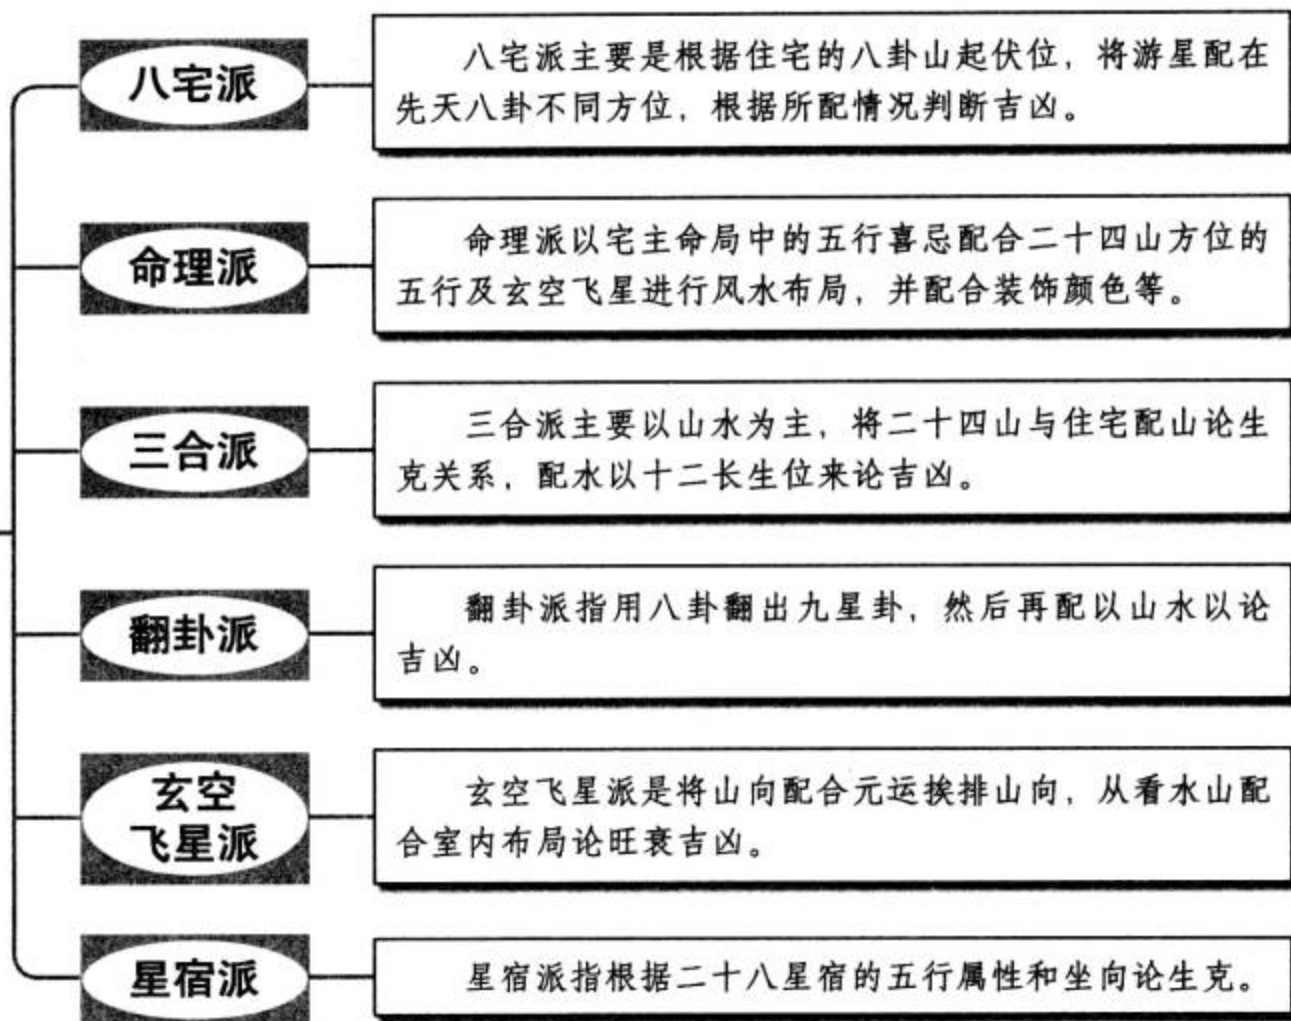 八宅派
八宅派主要是根据住宅的八卦山起伏位，将游星配在
先天八卦不同方位，根据所配情况判断吉凶。
命理派
命理派以宅主命局中的五行喜忌配合二十四山方位的
五行及玄空飞星进行风水布局，并配合装饰颜色等。
三合派
三合派主要以山水为主，将二十四山与住宅配山论生
克关系，配水以十二长生位来论吉凶。
翻卦派
翻卦派指用八卦翻出九星卦，然后再配以山水以论
吉凶。
玄空
飞星派
玄空飞星派是将山向配合元运挨排山向，从看水山配
合室内布局论旺衰吉凶。
星宿派
星宿派指根据二十八星宿的五行属性和坐向论生克。